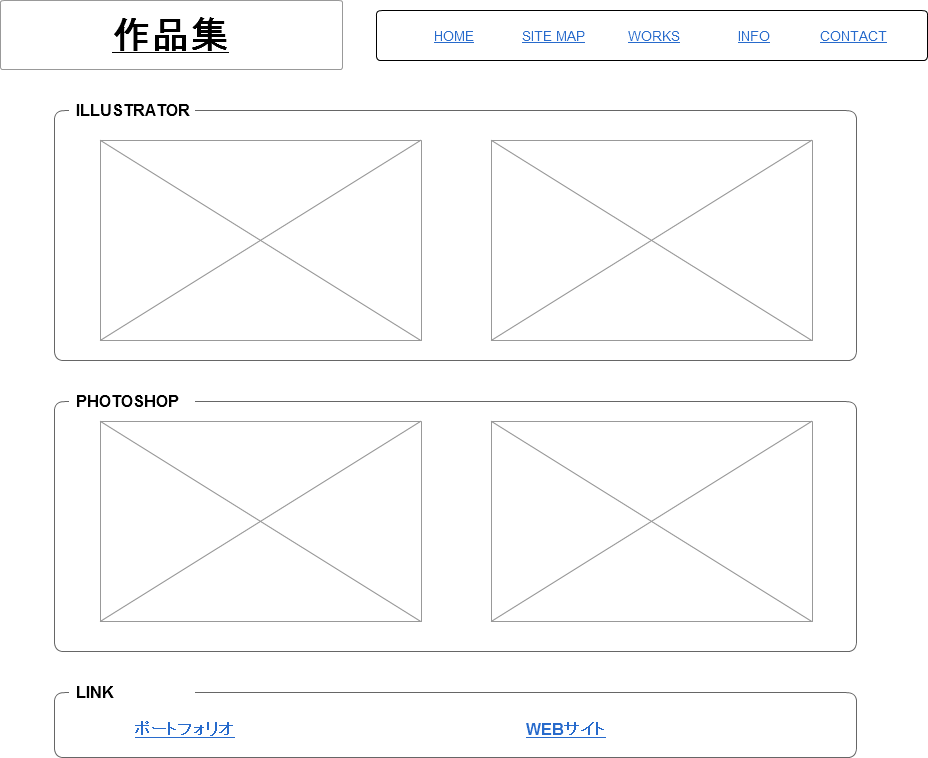 作品集
HOME SITE MAP WORKS INFO CONTACT
ILLUSTRATOR
PHOTOSHOP
LINK
ポートフォリオ WEBサイト